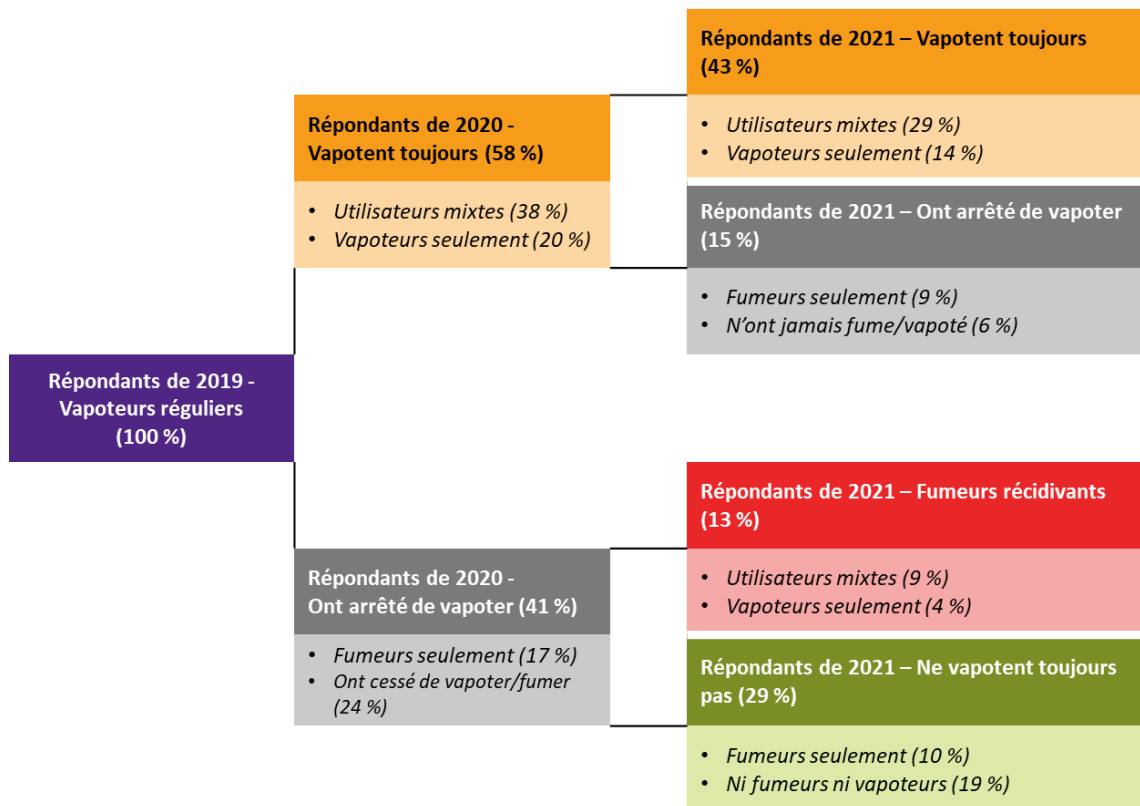 Répondants de 2019 -
Vapoteurs réguliers
(100 %)
Répondants de 2020 -
Vapotent toujours (58 %)
• Utilisateurs mixtes (38 %)
• Vapoteurs seulement (20 %)
Répondants de 2021 – Vapotent toujours
(43 %)
• Utilisateurs mixtes (29 %)
• Vapoteurs seulement (14 %)
Répondants de 2021 – Ont arrêté de vapoter
(15 %)
• Fumeurs seulement (9 %)
• N'ont jamais fume/vapoté (6 %)
Répondants de 2020 -
Ont arrêté de vapoter (41 %)
• Fumeurs seulement (17 %)
• Ont cessé de vapoter/fumer
(24 %)
Répondants de 2021 – Fumeurs récidivants
(13 %)
• Utilisateurs mixtes (9 %)
• Vapoteurs seulement (4 %)
Répondants de 2021 – Ne vapotent toujours
pas (29 %)
• Fumeurs seulement (10 %)
• Ni fumeurs ni vapoteurs (19 %)